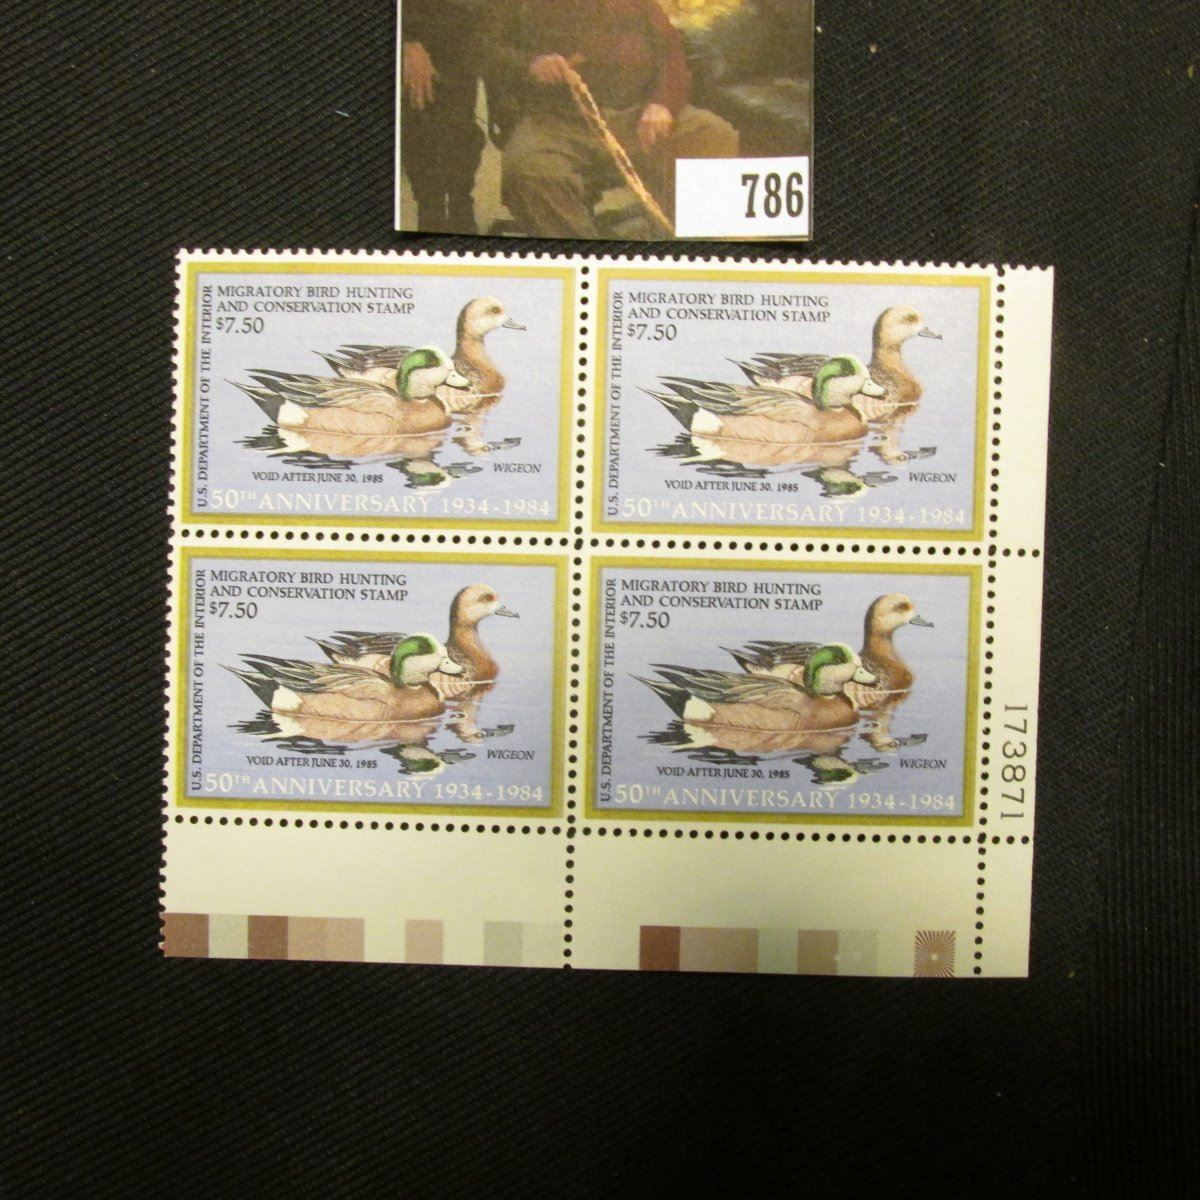 786
MIGRATORY BIRD HUNTING
AND CONSERVATION STAMP
$7.50
U.S. DEPARTMENT OF THE INTERIOR
WIGEON
VOID AFTER JUNE 30, 1985
50TH ANNIVERSARY 1934-1984
MIGRATORY BIRD HUNTING
AND CONSERVATION STAMP
$7.50
U.S. DEPARTMENT OF THE INTERIOR
WIGEON
VOID AFTER JUNE 30, 1985
50TH ANNIVERSARY 1934-1984
MIGRATORY BIRD HUNTING
AND CONSERVATION STAMP
$7.50
U.S. DEPARTMENT OF THE INTERIOR
WIGEON
VOID AFTER JUNE 30, 1985
50TH ANNIVERSARY 1934-1984
MIGRATORY BIRD HUNTING
AND CONSERVATION STAMP
$7.50
U.S. DEPARTMENT OF THE INTERIOR
WIGEON
VOID AFTER JUNE 30, 1985
50TH ANNIVERSARY 1934-1984
173871